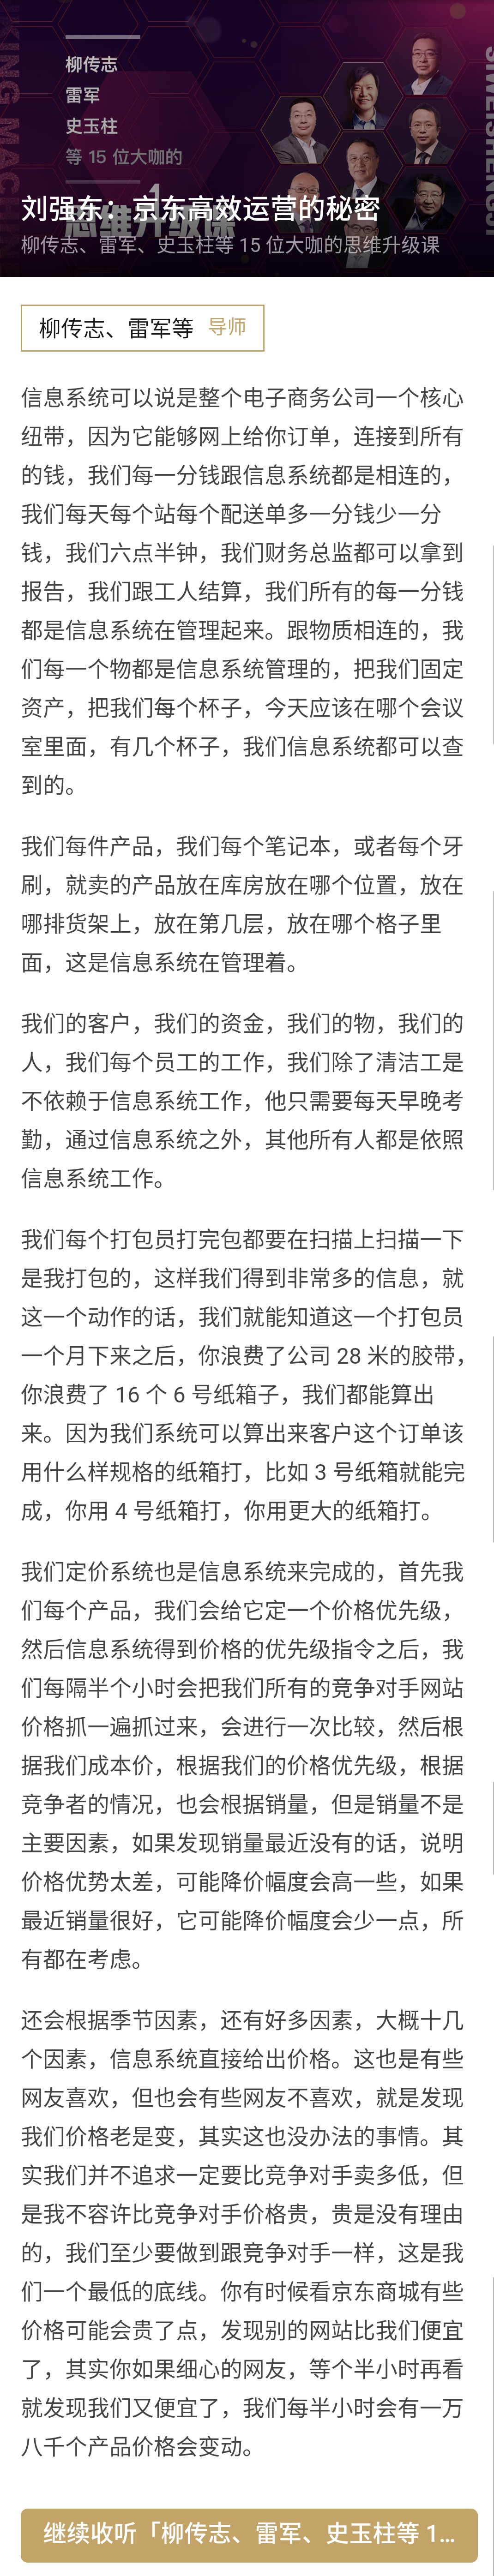 柳传志
雷军
史玉柱
等 15 位大咖的
思维升级课
刘强东：京东高效运营的秘密
柳传志、雷军、史玉柱等 15 位大咖的思维升级课
柳传志、雷军等 导师
信息系统可以说是整个电子商务公司一个核心
纽带，因为它能够网上给你订单，连接到所有
的钱，我们每一分钱跟信息系统都是相连的，
我们每天每个站每个配送单多一分钱少一分
钱，我们六点半钟，我们财务总监都可以拿到
报告，我们跟工人结算，我们所有的每一分钱
都是信息系统在管理起来。跟物质相连的，我
们每一个物都是信息系统管理的，把我们固定
资产，把我们每个杯子，今天应该在哪个会议
室里面，有几个杯子，我们信息系统都可以查
到的。
我们每件产品，我们每个笔记本，或者每个牙
刷，就卖的产品放在库房放在哪个位置，放在
哪排货架上，放在第几层，放在哪个格子里
面，这是信息系统在管理着。
我们的客户，我们的资金，我们的物，我们的
人，我们每个员工的工作，我们除了清洁工是
不依赖于信息系统工作，他只需要每天早晚考
勤，通过信息系统之外，其他所有人都是依照
信息系统工作。
我们每个打包员打完包都要在扫描上扫描一下
是我打包的，这样我们得到非常多的信息，就
这一个动作的话，我们就能知道这一个打包员
一个月下来之后，你浪费了公司 28 米的胶带，
你浪费了 16 个 6 号纸箱子，我们都能算出
来。因为我们系统可以算出来客户这个订单该
用什么样规格的纸箱打，比如 3 号纸箱就能完
成，你用 4 号纸箱打，你用更大的纸箱打。
我们定价系统也是信息系统来完成的，首先我
们每个产品，我们会给它定一个价格优先级，
然后信息系统得到价格的优先级指令之后，我
们每隔半个小时会把我们所有的竞争对手网站
价格抓一遍抓过来，会进行一次比较，然后根
据我们成本价，根据我们的价格优先级，根据
竞争者的情况，也会根据销量，但是销量不是
主要因素，如果发现销量最近没有的话，说明
价格优势太差，可能降价幅度会高一些，如果
最近销量很好，它可能降价幅度会少一点，所
有都在考虑。
还会根据季节因素，还有好多因素，大概十几
个因素，信息系统直接给出价格。这也是有些
网友喜欢，但也会有些网友不喜欢，就是发现
我们价格老是变，其实这也没办法的事情。其
实我们并不追求一定要比竞争对手卖多低，但
是我不容许比竞争对手价格贵，贵是没有理由
的，我们至少要做到跟竞争对手一样，这是我
们一个最低的底线。你有时候看京东商城有些
价格可能会贵了点，发现别的网站比我们便宜
了，其实你如果细心的网友，等个半小时再看
就发现我们又便宜了，我们每半小时会有一万
八千个产品价格会变动。
继续收听「柳传志、雷军、史玉柱等 1...